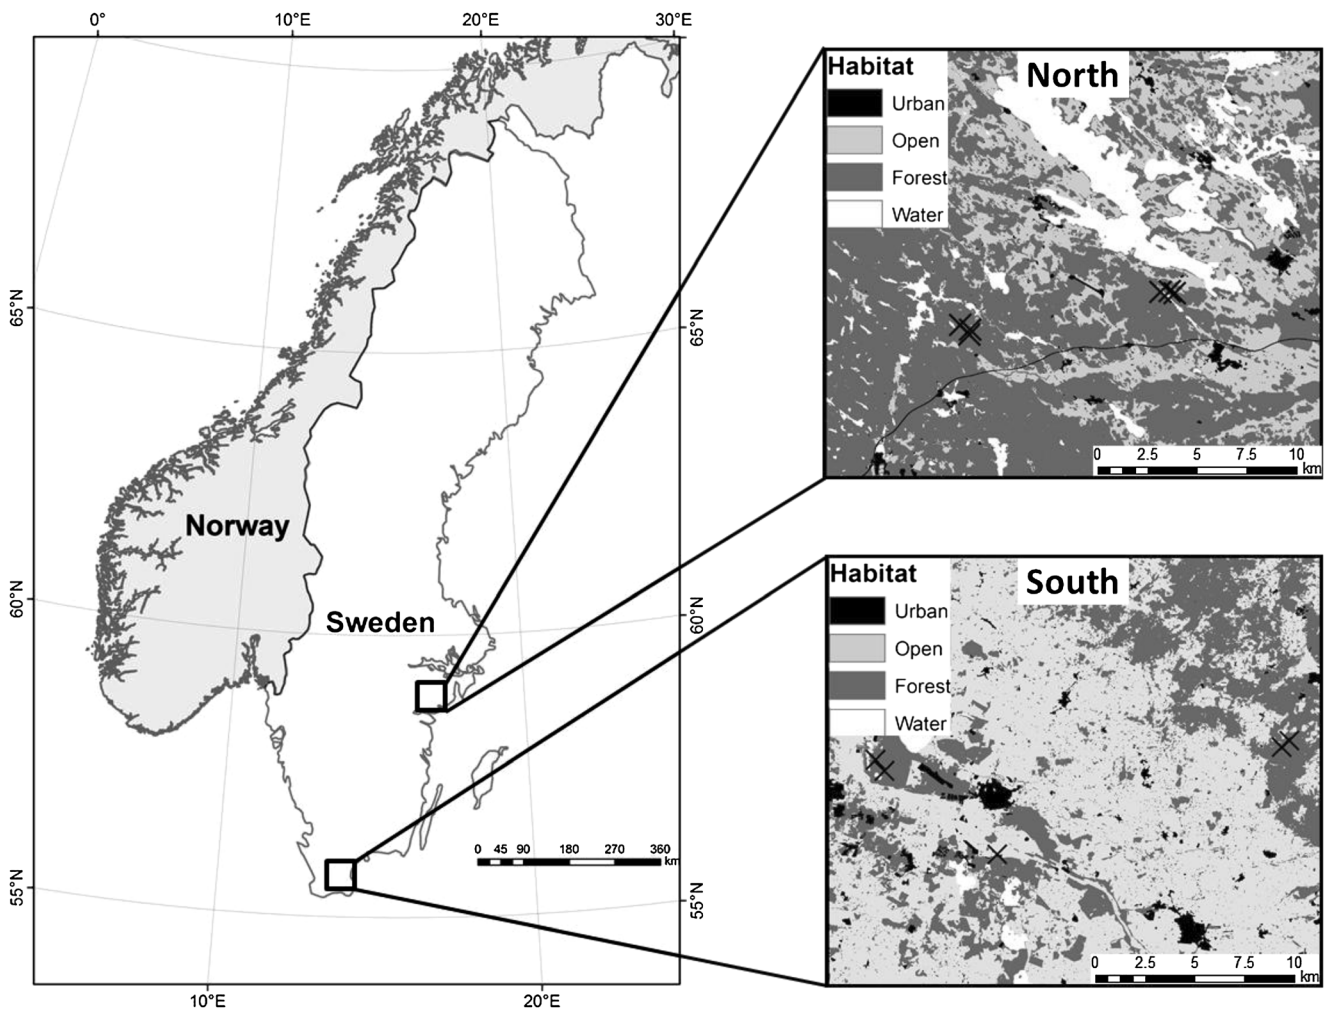 0° 10°E 20°E 30°E
65°N
60°N
55°N
65°N
60°N
55°N
10°E 20°E
Norway
Sweden
0 45 90 180 270 360
km
Habitat
Urban
Open
Forest
Water
North
0 2.5 5 7.5 10
km
Habitat
Urban
Open
Forest
Water
South
0 2.5 5 7.5 10
km